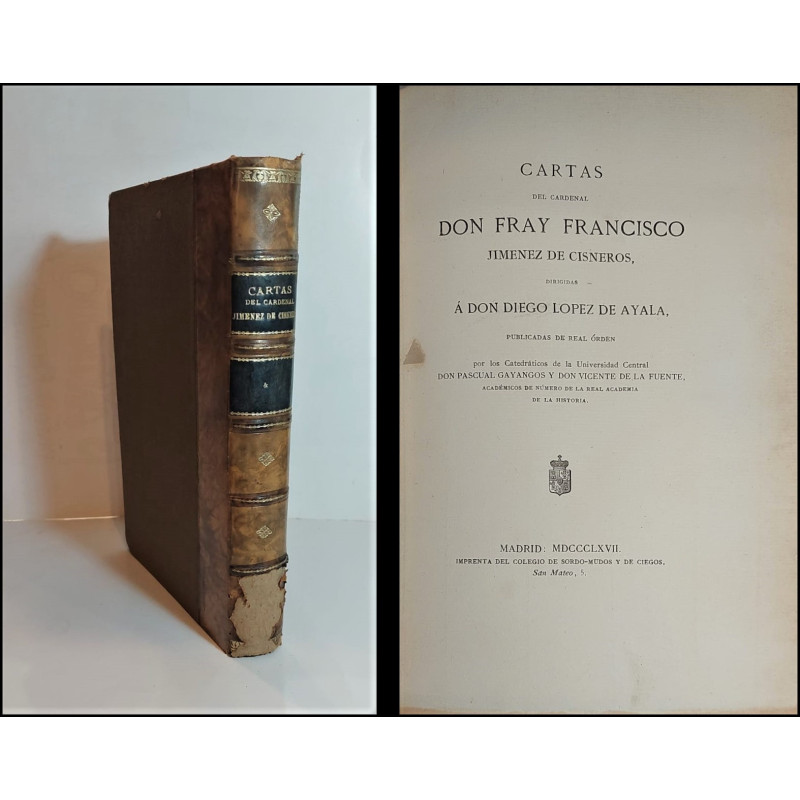 CARTAS
DEL CARDENAL
JIMENEZ DE CISNEROS
CARTAS
DEL CARDENAL
DON FRAY FRANCISCO
JIMENEZ DE CISNEROS,
DIRIGIDAS
Á DON DIEGO LOPEZ DE AYALA,
PUBLICADAS DE REAL ÓRDEN
por los Catedráticos de la Universidad Central
DON PASCUAL GAYANGOS Y DON VICENTE DE LA FUENTE,
ACADÉMICOS DE NÚMERO DE LA REAL ACADEMIA
DE LA HISTORIA.
MADRID: MDCCCLXVII.
IMPRENTA DEL COLEGIO DE SORDO-MUDOS Y DE CIEGOS,
San Mateo, 5.